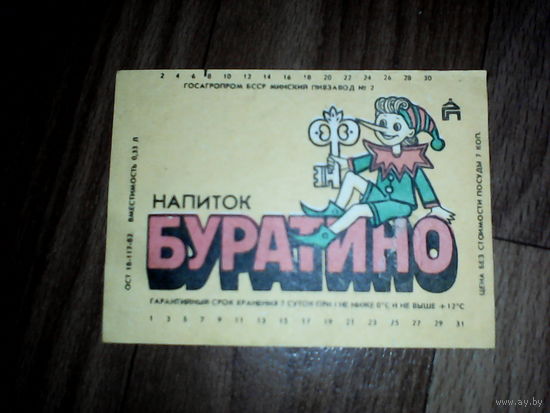 2 4 6 8 10 12 14 16 18 20 22 24 26 28 30
ГОСАГРОПРОМ БССР МИНСКИЙ ПИВЗАВОД № 2
ОСТ 18-117-82 ВМЕСТИМОСТЬ 0,33 Л
НАПИТОК
БУРАТИНО
ЦЕНА БЕЗ СТОИМОСТИ ПОСУДЫ 7 КОП.
ГАРАНТИЙНЫЙ СРОК ХРАНЕНИЯ 7 СУТОК ПРИ t НЕ НИЖЕ 0°С И НЕ ВЫШЕ +12°С
1 3 5 7 9 11 13 15 17 19 21 23 25 27 29 31
www.ay.by